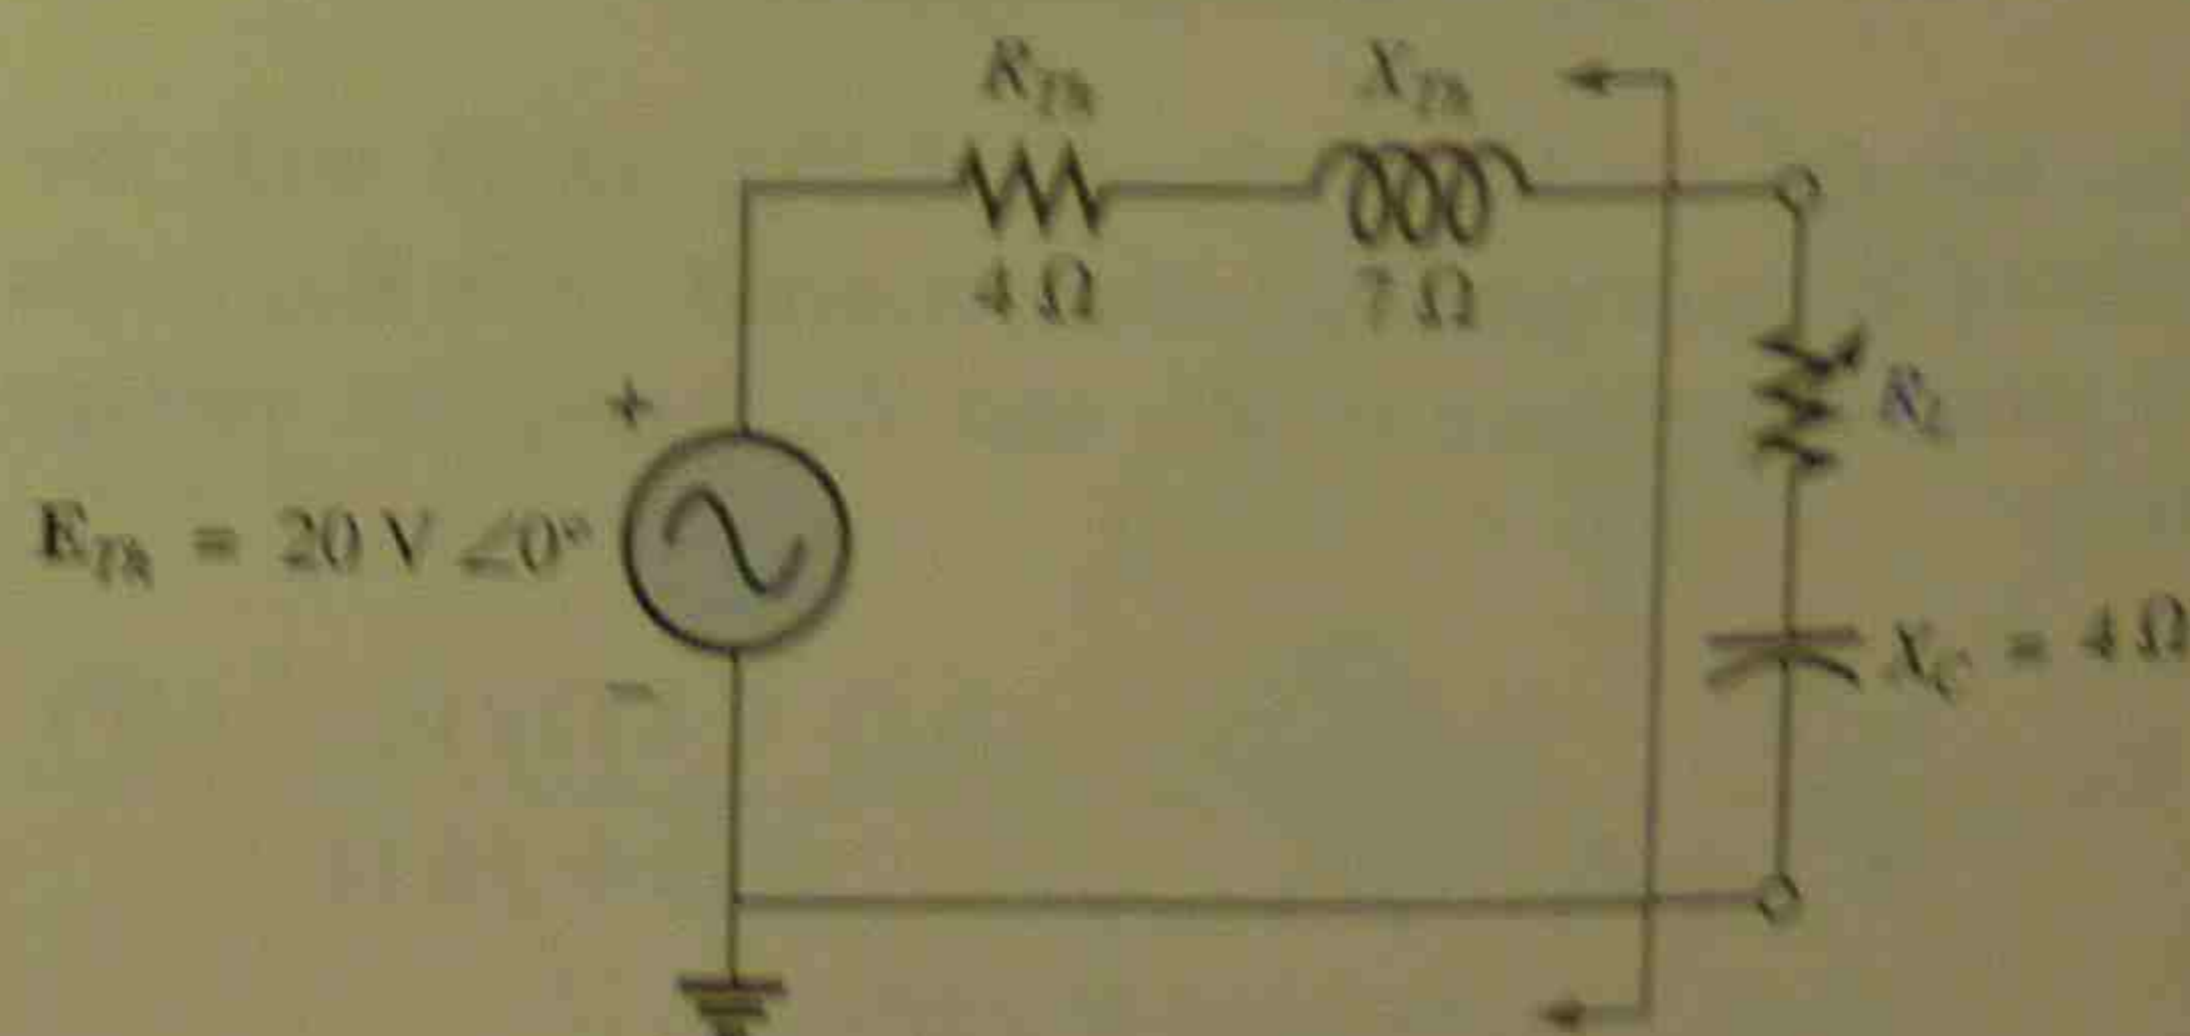 R_Th
X_Th
4 Ω
7 Ω
+
R_L
E_Th = 20 V ∠0°
X_C = 4 Ω
−